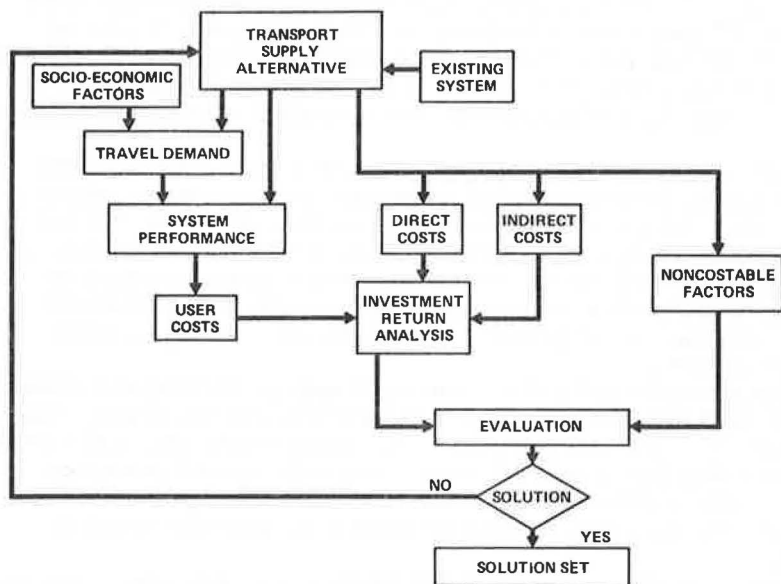 TRANSPORT
SUPPLY
ALTERNATIVE
SOCIO-ECONOMIC
FACTORS
EXISTING
SYSTEM
TRAVEL DEMAND
SYSTEM
PERFORMANCE
DIRECT
COSTS
INDIRECT
COSTS
NONCOSTABLE
FACTORS
USER
COSTS
INVESTMENT
RETURN
ANALYSIS
EVALUATION
NO
SOLUTION
YES
SOLUTION SET